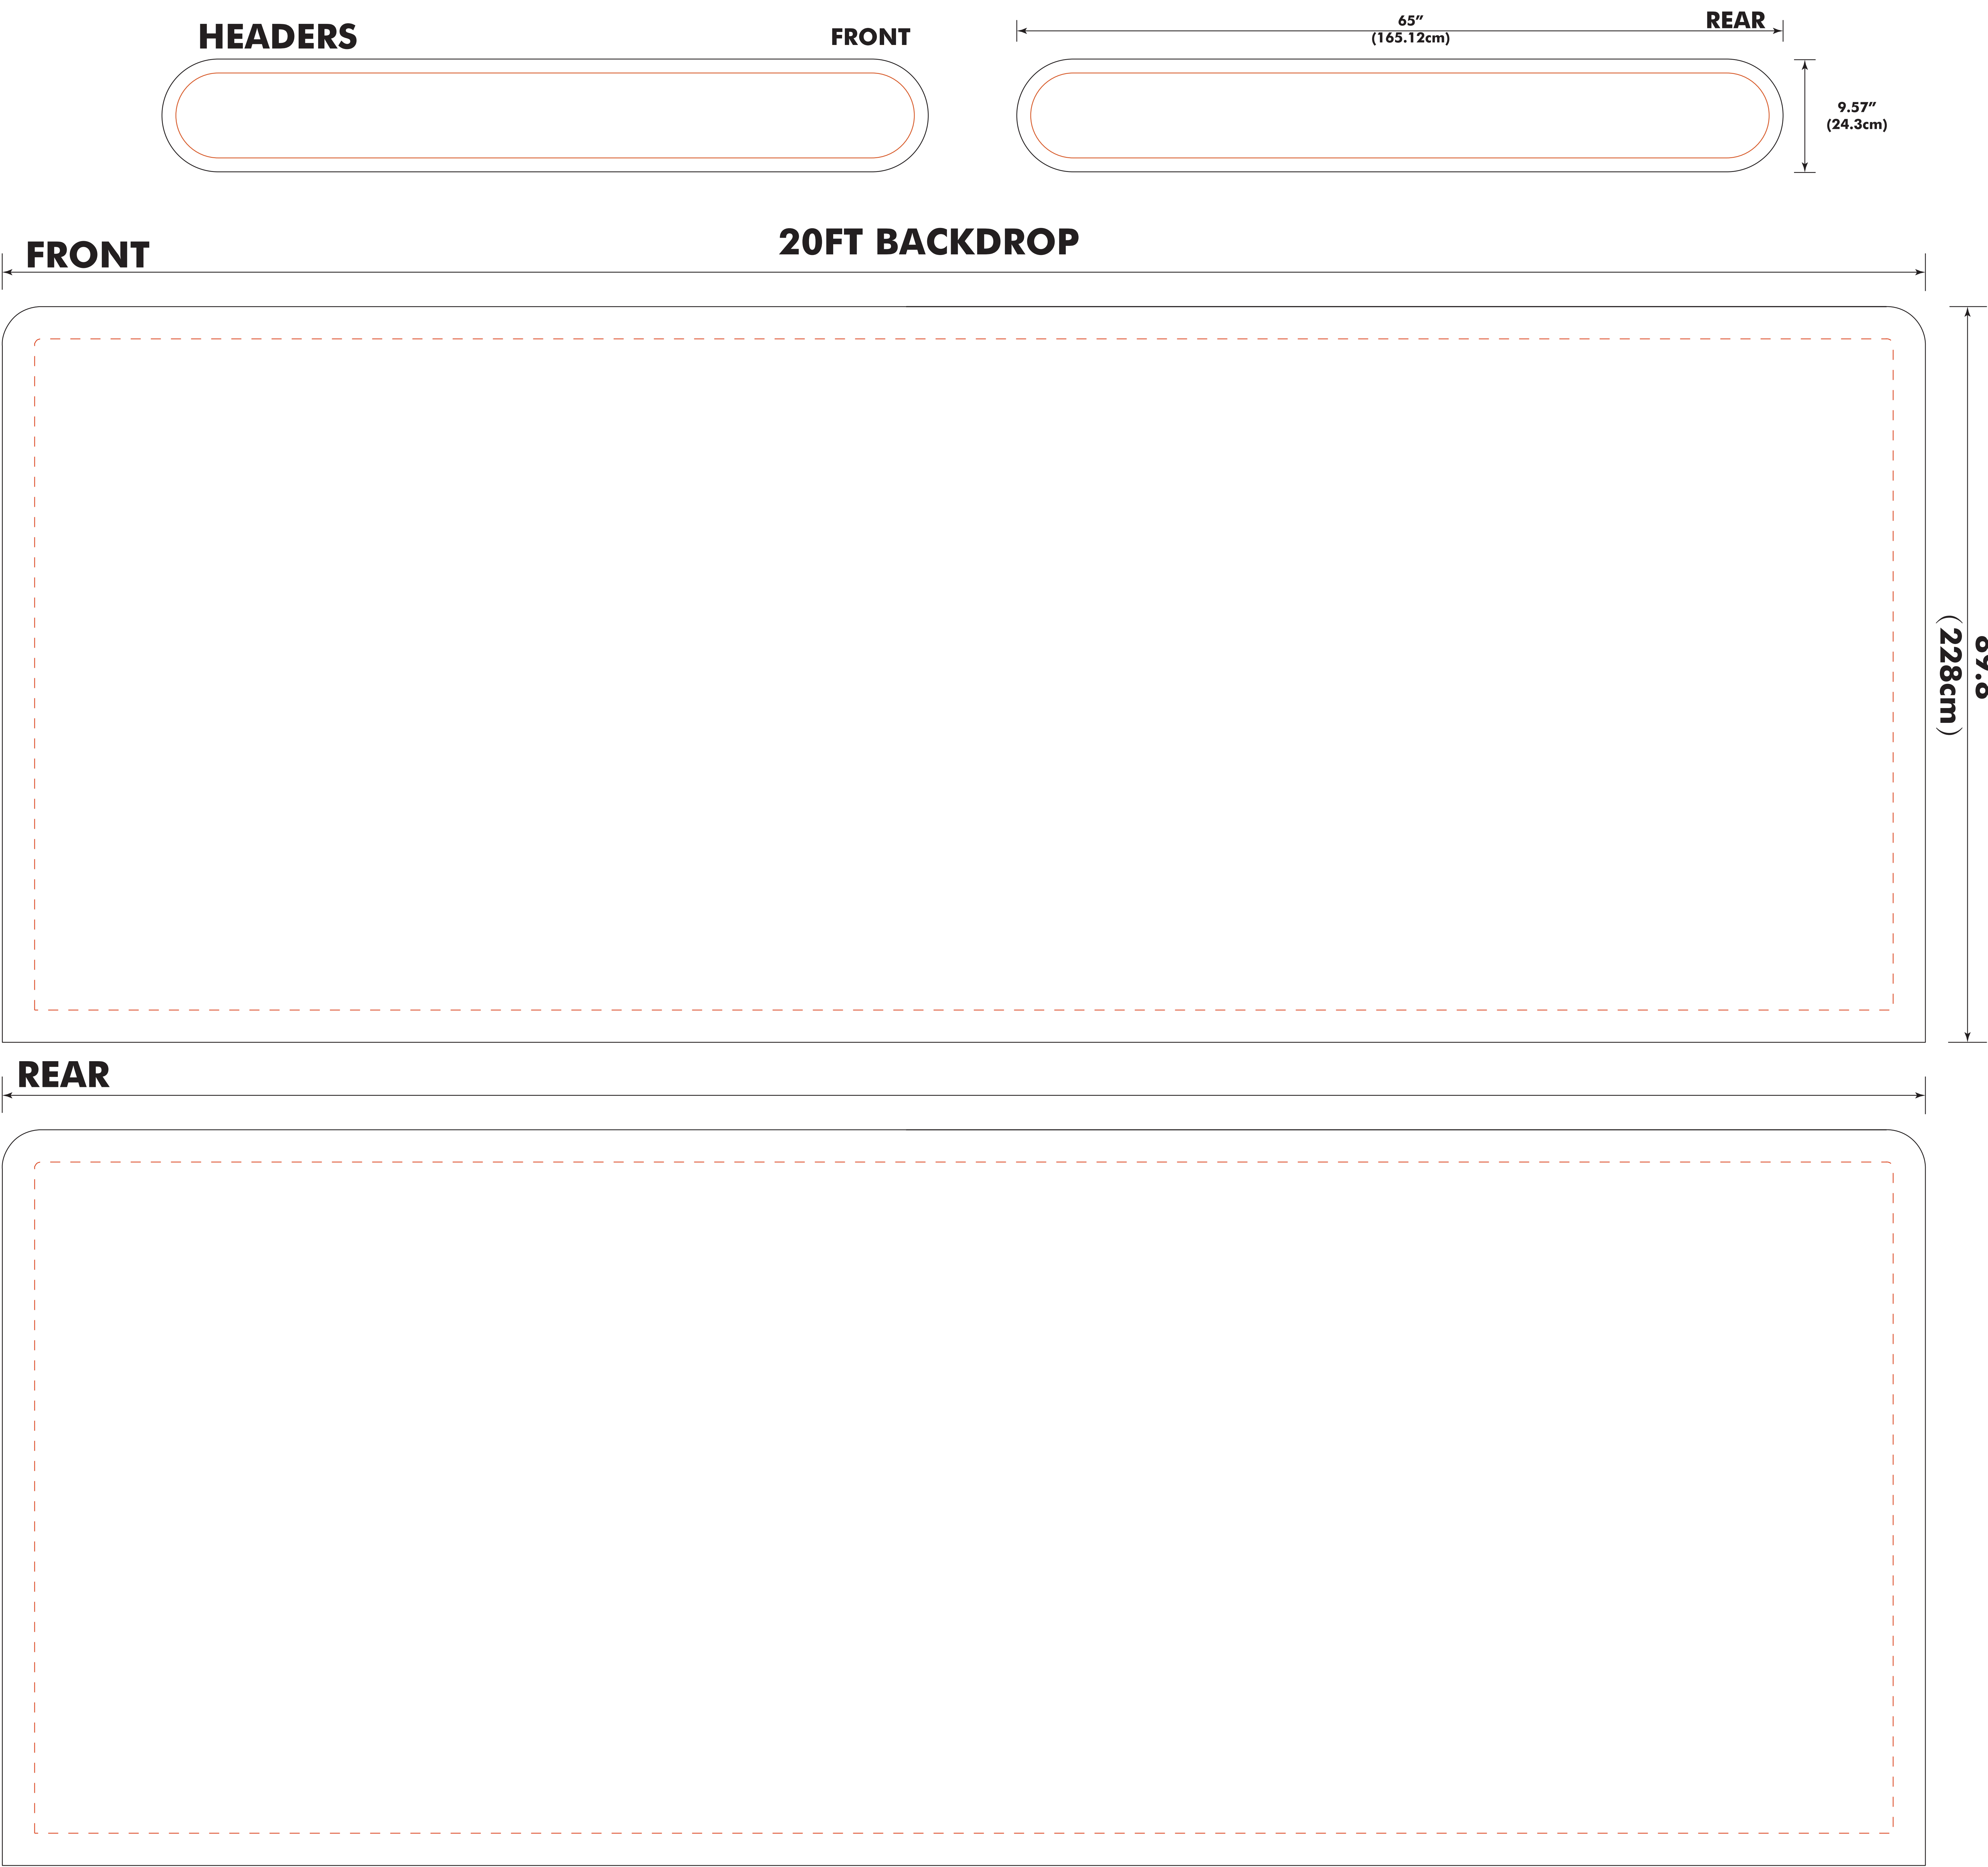 HEADERS
FRONT
65” REAR
(165.12cm)
9.57”
(24.3cm)
20FT BACKDROP
FRONT
(228cm)
REAR